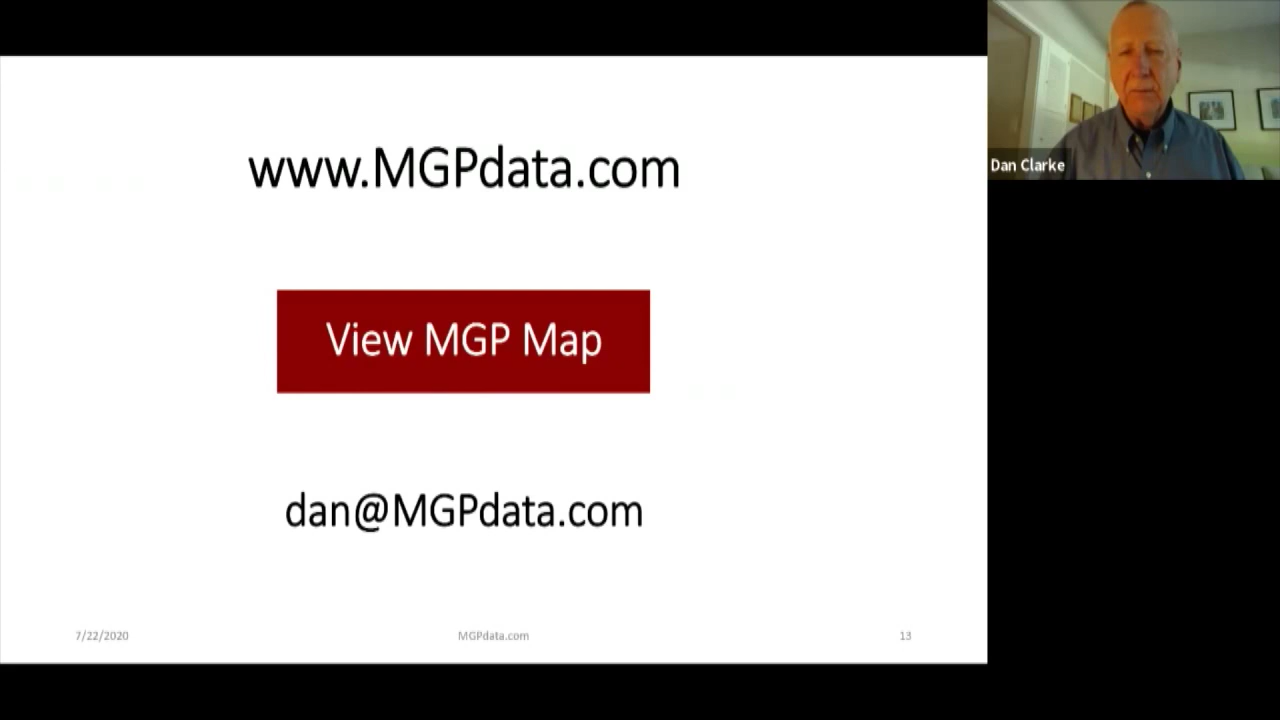 www.MGPdata.com
View MGP Map
dan@MGPdata.com
7/22/2020
MGPdata.com
13
Dan Clarke